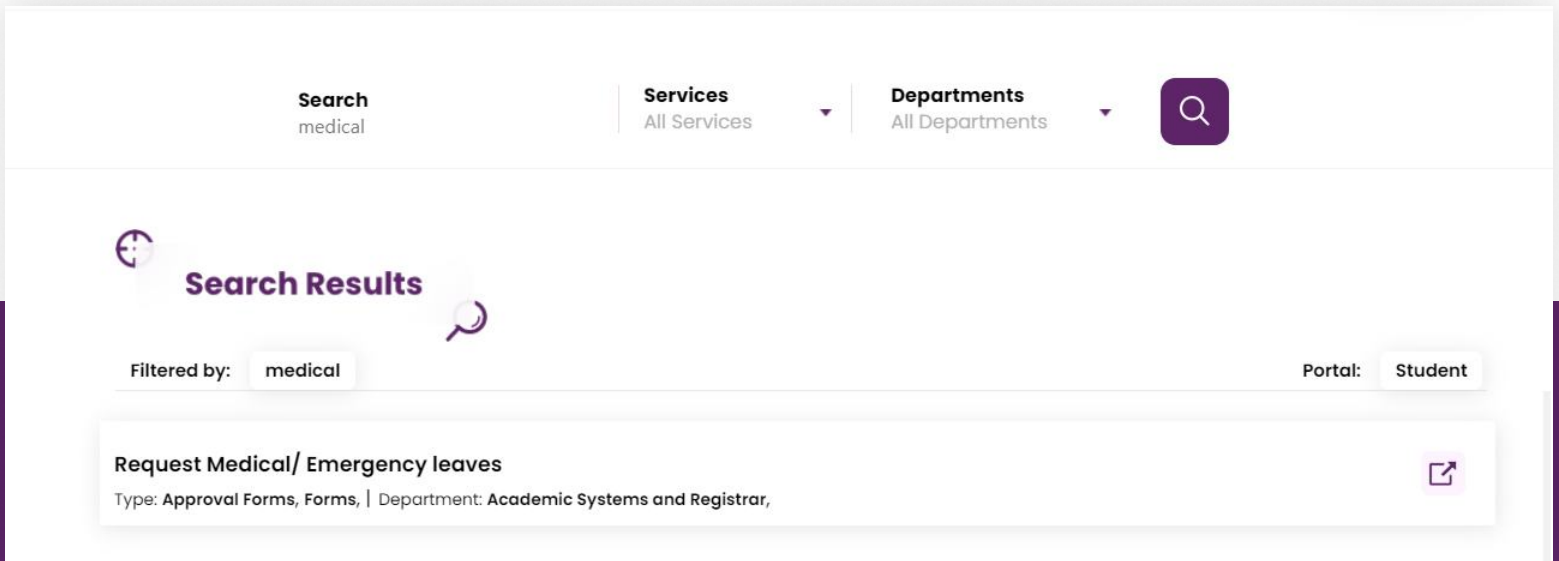 Search
medical
Services
All Services
Departments
All Departments
Search Results
Filtered by: medical
Portal: Student
Request Medical/ Emergency leaves
Type: Approval Forms, Forms, | Department: Academic Systems and Registrar,